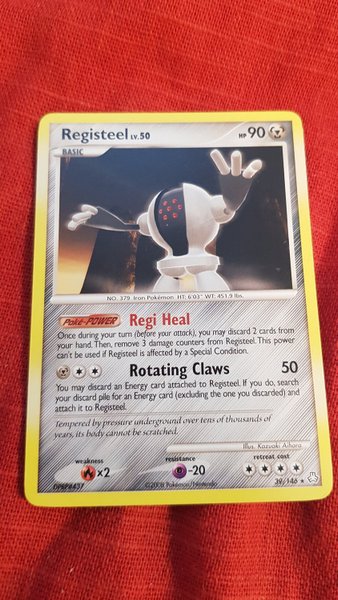 Registeel LV.50 HP 90
BASIC
NO. 379 Iron Pokémon HT: 6'03" WT: 451.9 lbs.
Poké-POWER Regi Heal
Once during your turn (before your attack), you may discard 2 cards from
your hand. Then, remove 3 damage counters from Registeel. This power
can't be used if Registeel is affected by a Special Condition.
Rotating Claws 50
You may discard an Energy card attached to Registeel. If you do, search
your discard pile for an Energy card (excluding the one you discarded) and
attach it to Registeel.
Tempered by pressure underground over tens of thousands of
years, its body cannot be scratched.
Illus. Kazuaki Aihara
weakness resistance retreat cost
×2 -20
DPBP#437 ©2008 Pokémon/Nintendo 39/146 ★